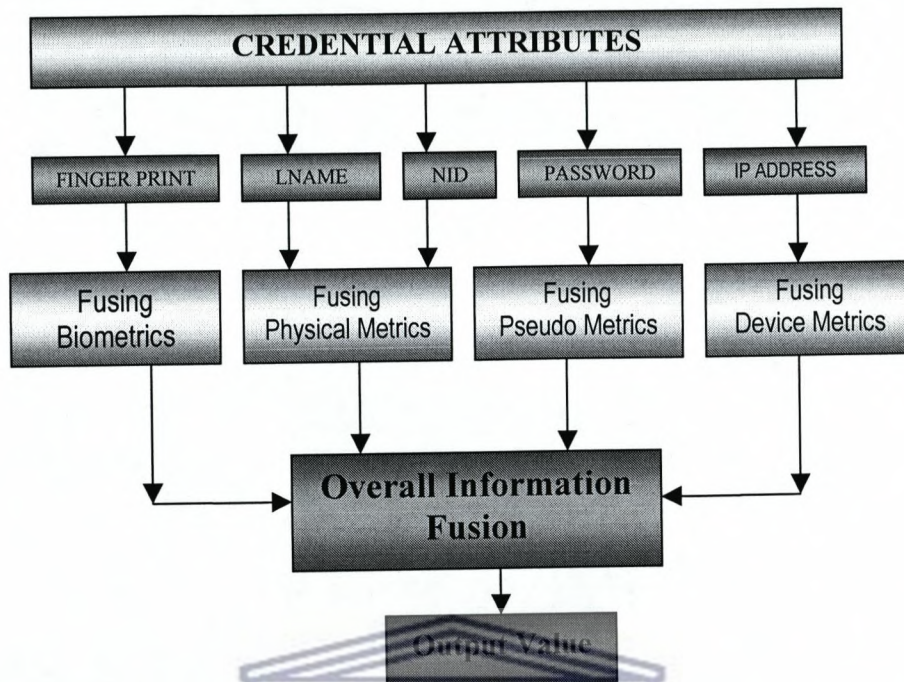 CREDENTIAL ATTRIBUTES
FINGER PRINT
LNAME
NID
PASSWORD
IP ADDRESS
Fusing
Biometrics
Fusing
Physical Metrics
Fusing
Pseudo Metrics
Fusing
Device Metrics
Overall Information
Fusion
Output Value